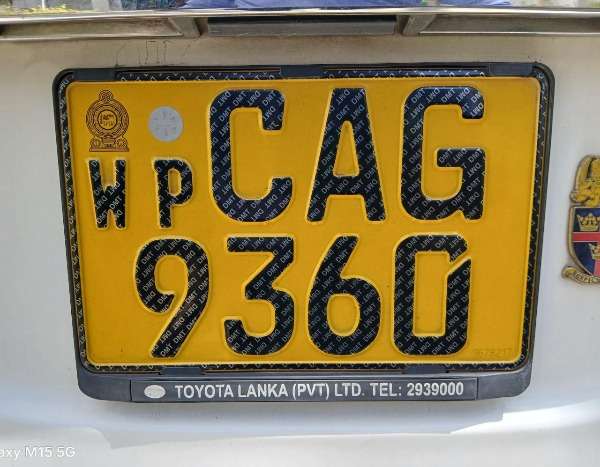 WP CAG
9360
TOYOTA LANKA (PVT) LTD. TEL: 2939000
axy M15 5G